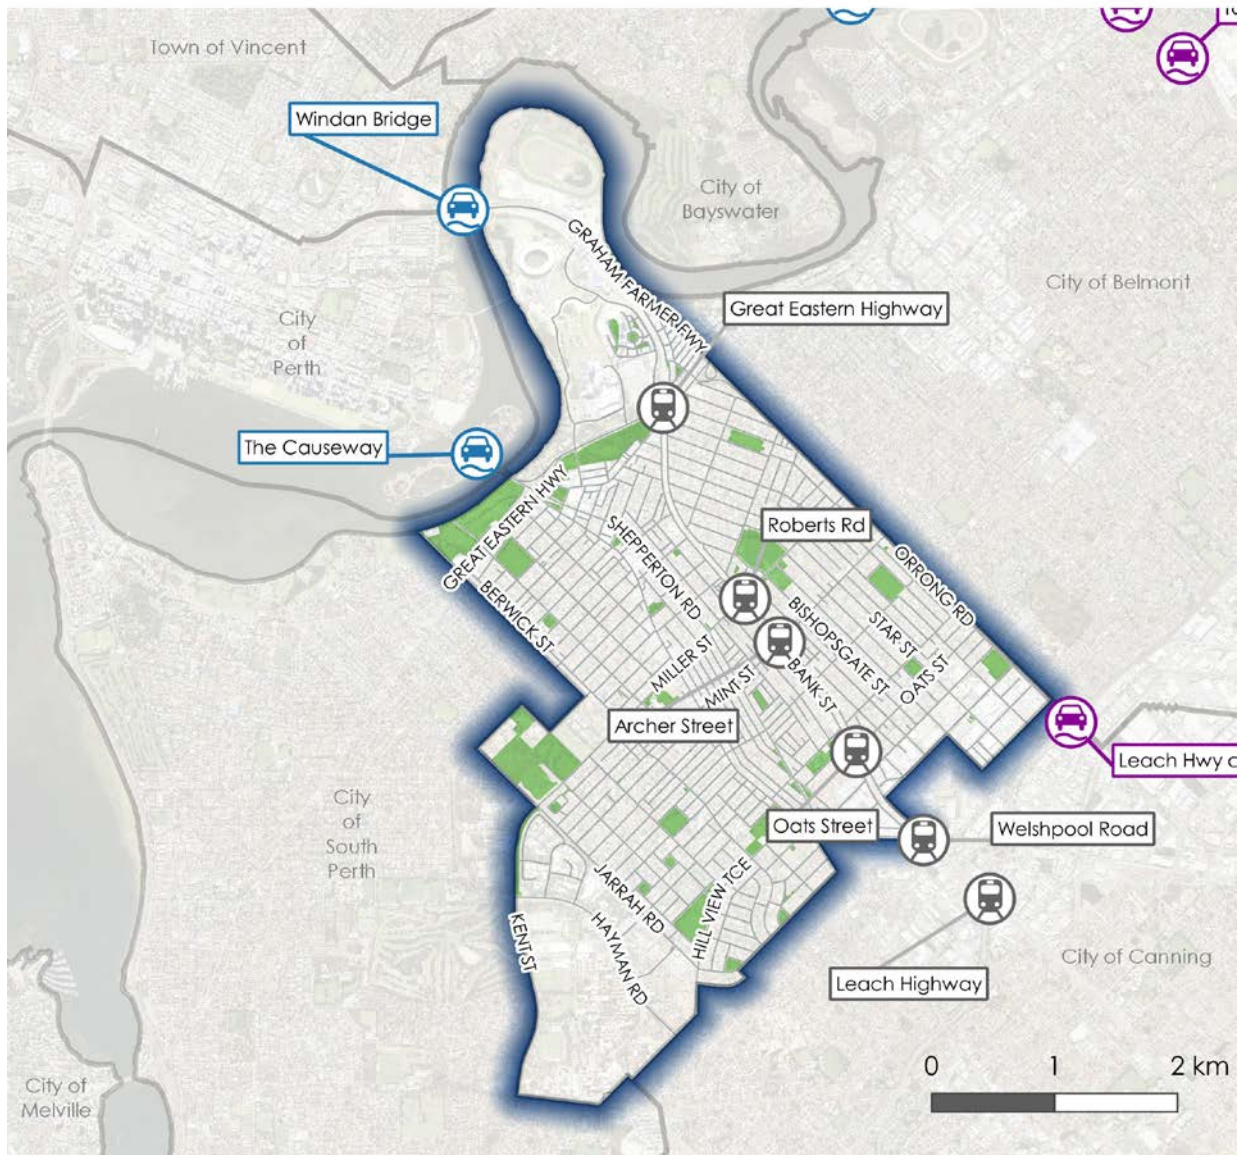 Town of Vincent
Windan Bridge
City of
Bayswater
GRAHAM FARMER FWY
City of Belmont
Great Eastern Highway
City
of
Perth
The Causeway
GREAT EASTERN HWY
SHEPPERTON RD
Roberts Rd
ORRONG RD
BERWICK ST
BISHOPSGATE ST
STAR ST
OATS ST
MILLER ST
MINT ST
BANK ST
Archer Street
Leach Hwy
City
of
South
Perth
Oats Street
Welshpool Road
JARRAH RD
HILL VIEW TCE
KENT ST
HAYMAN RD
City of Canning
Leach Highway
0 1 2 km
City of
Melville